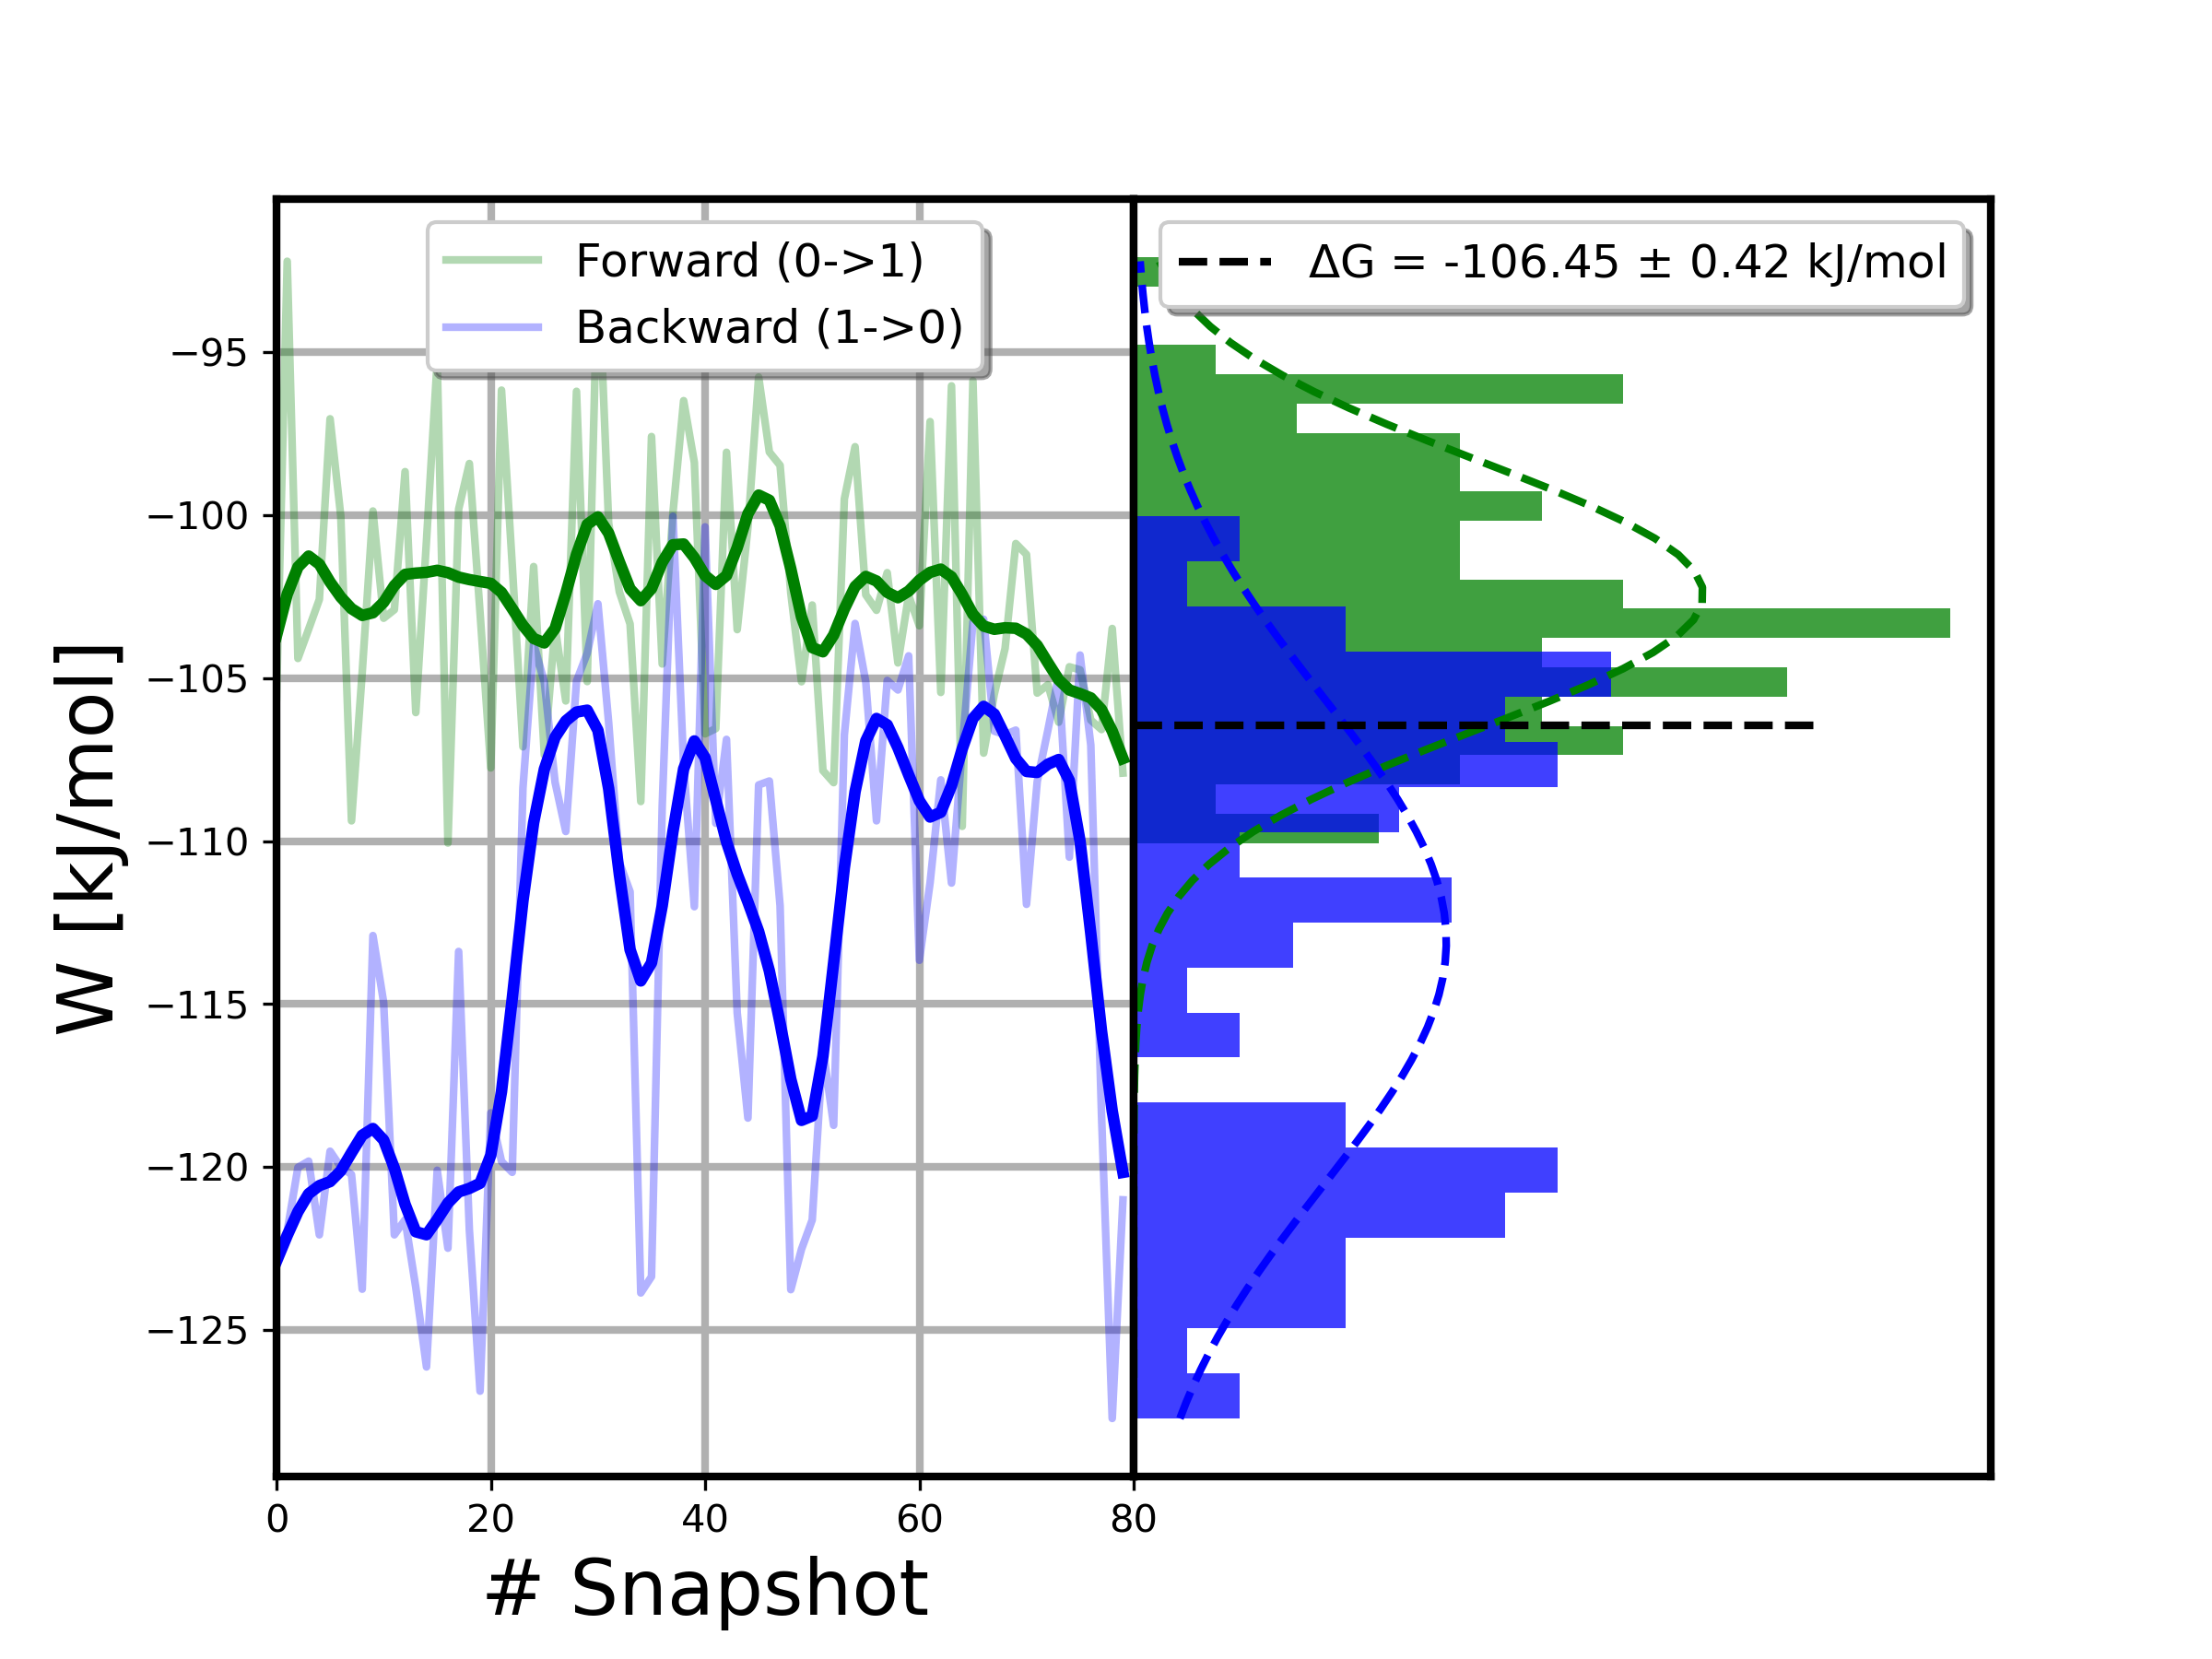 Forward (0->1)
Backward (1->0)
ΔG = -106.45 ± 0.42 kJ/mol
W [kJ/mol]
−95
−100
−105
−110
−115
−120
−125
0 20 40 60 80
# Snapshot